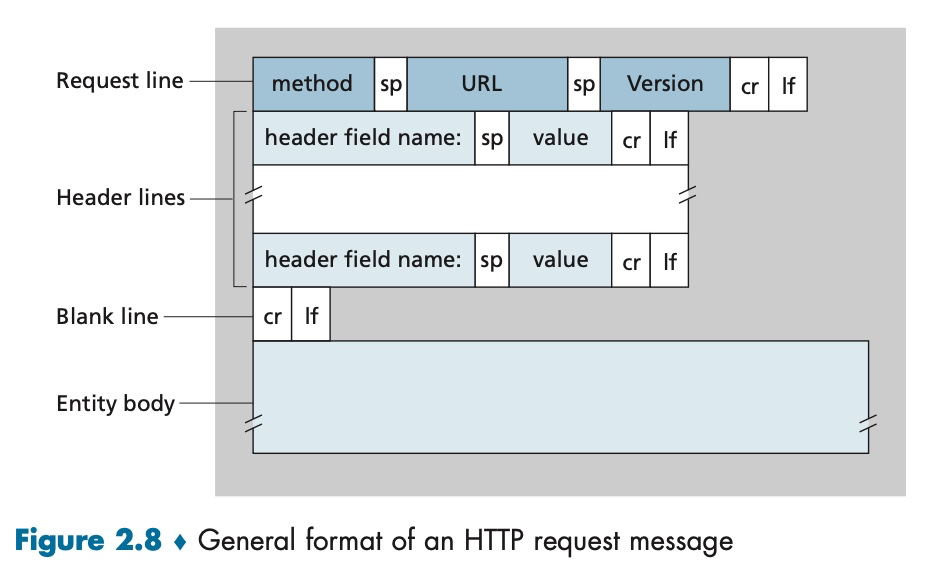 Request line method sp URL sp Version cr lf
header field name: sp value cr lf
Header lines
header field name: sp value cr lf
Blank line cr lf
Entity body
Figure 2.8 ♦ General format of an HTTP request message